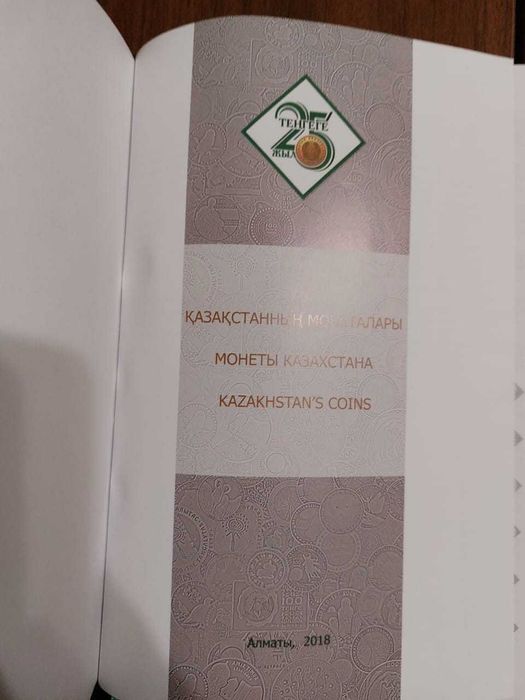 25
ТЕҢГЕГЕ
ЖЫЛ
ҚАЗАҚСТАННЫҢ МОНЕТАЛАРЫ
МОНЕТЫ КАЗАХСТАНА
KAZAKHSTAN'S COINS
Алматы, 2018